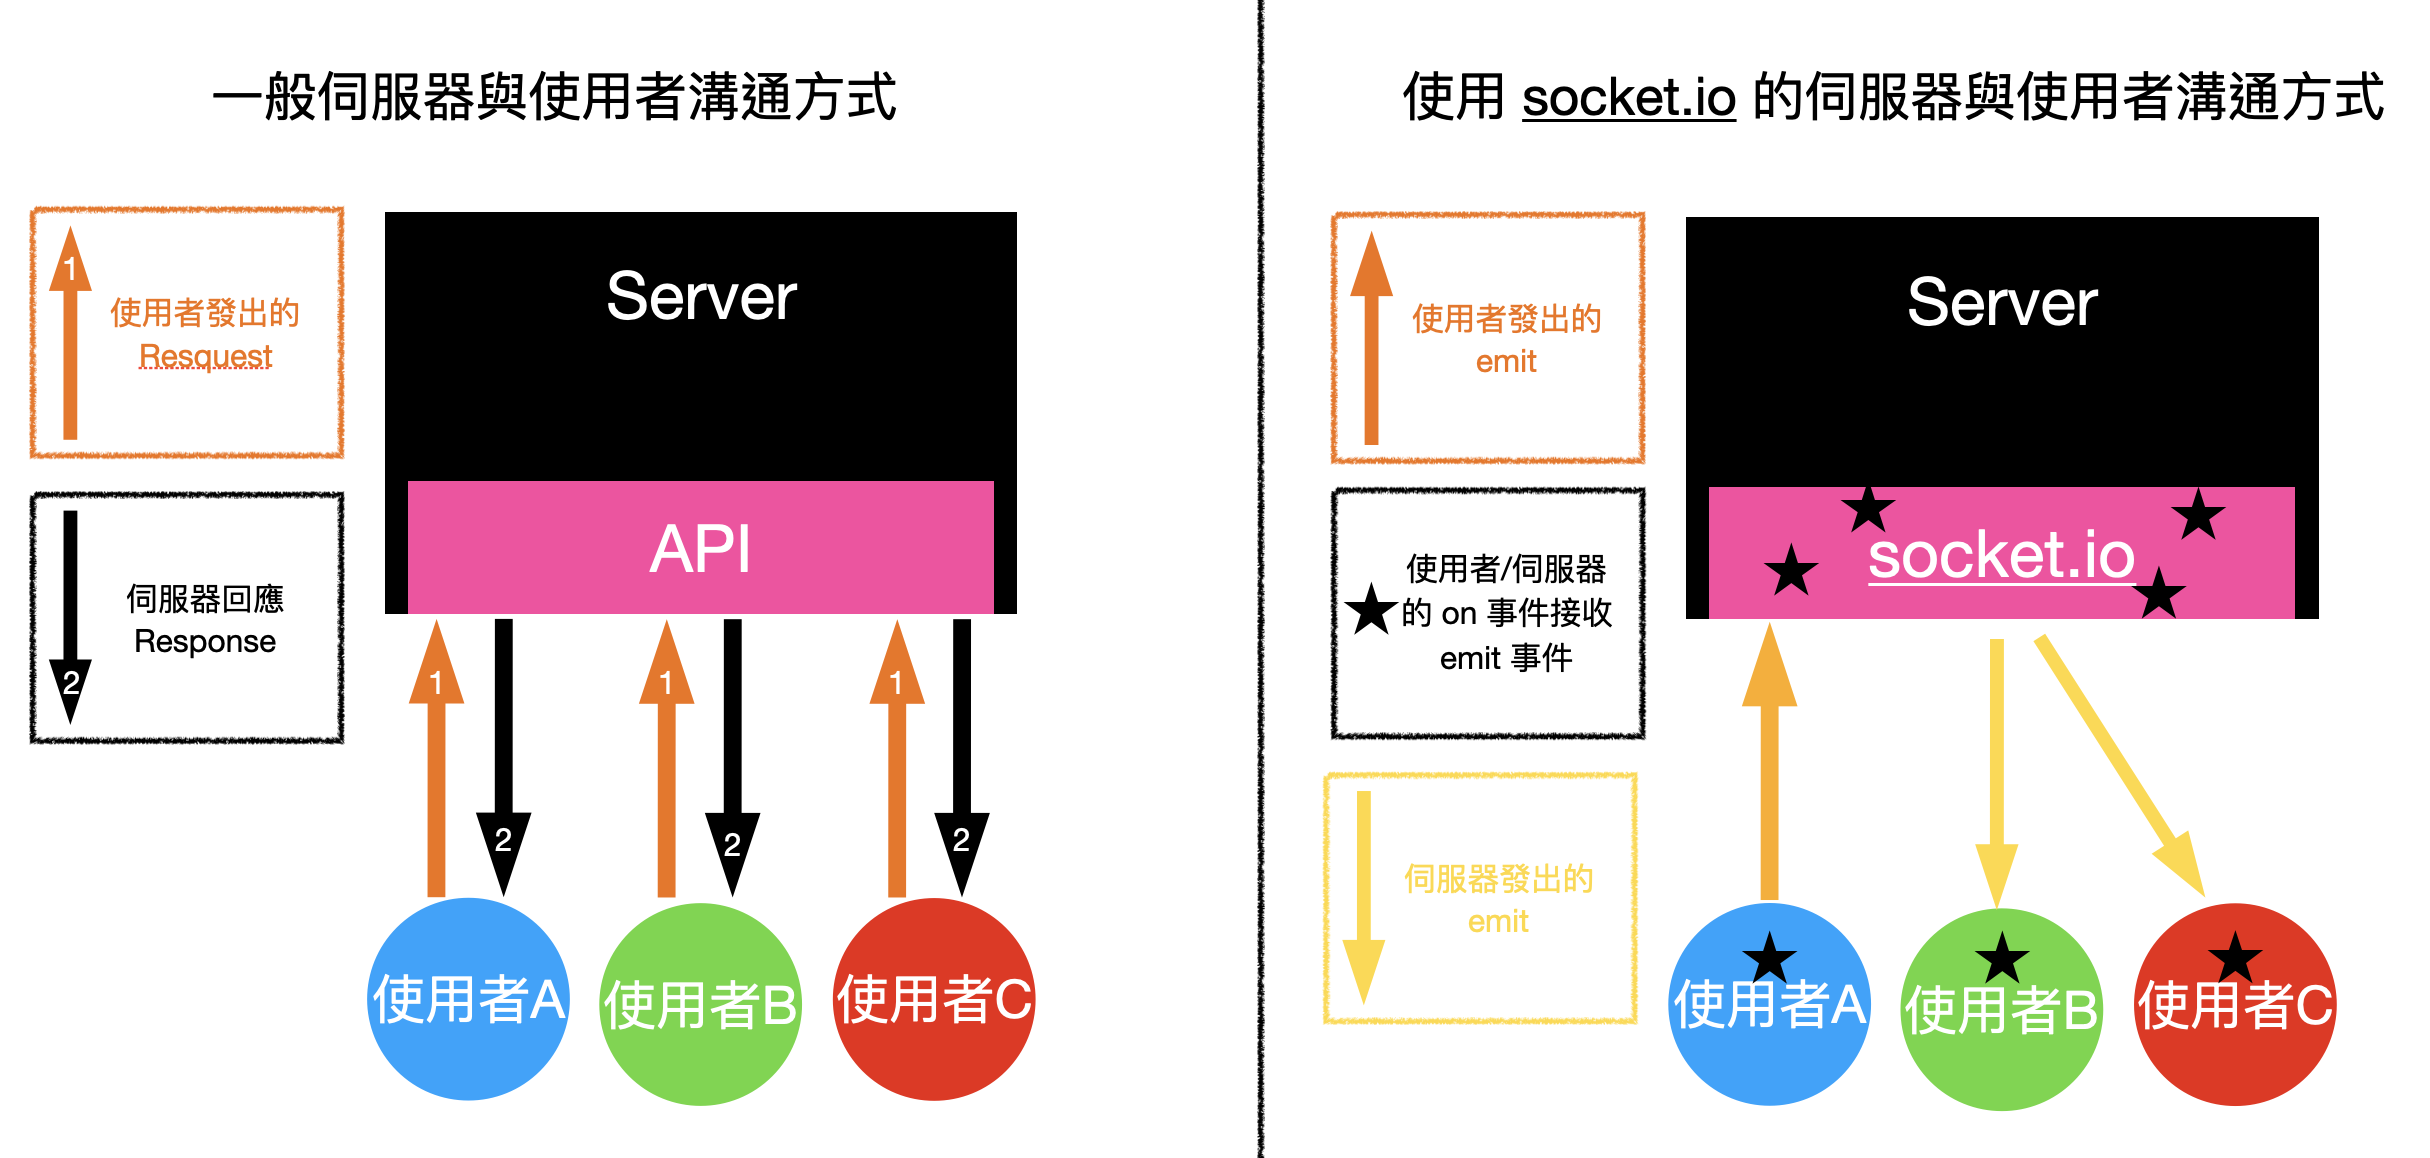 一般伺服器與使用者溝通方式
1
使用者發出的
Resquest
2
伺服器回應
Response
Server
API
1
2
1
2
1
2
使用者A
使用者B
使用者C
使用 socket.io 的伺服器與使用者溝通方式
使用者發出的
emit
使用者/伺服器
的 on 事件接收
emit 事件
伺服器發出的
emit
Server
socket.io
使用者A
使用者B
使用者C